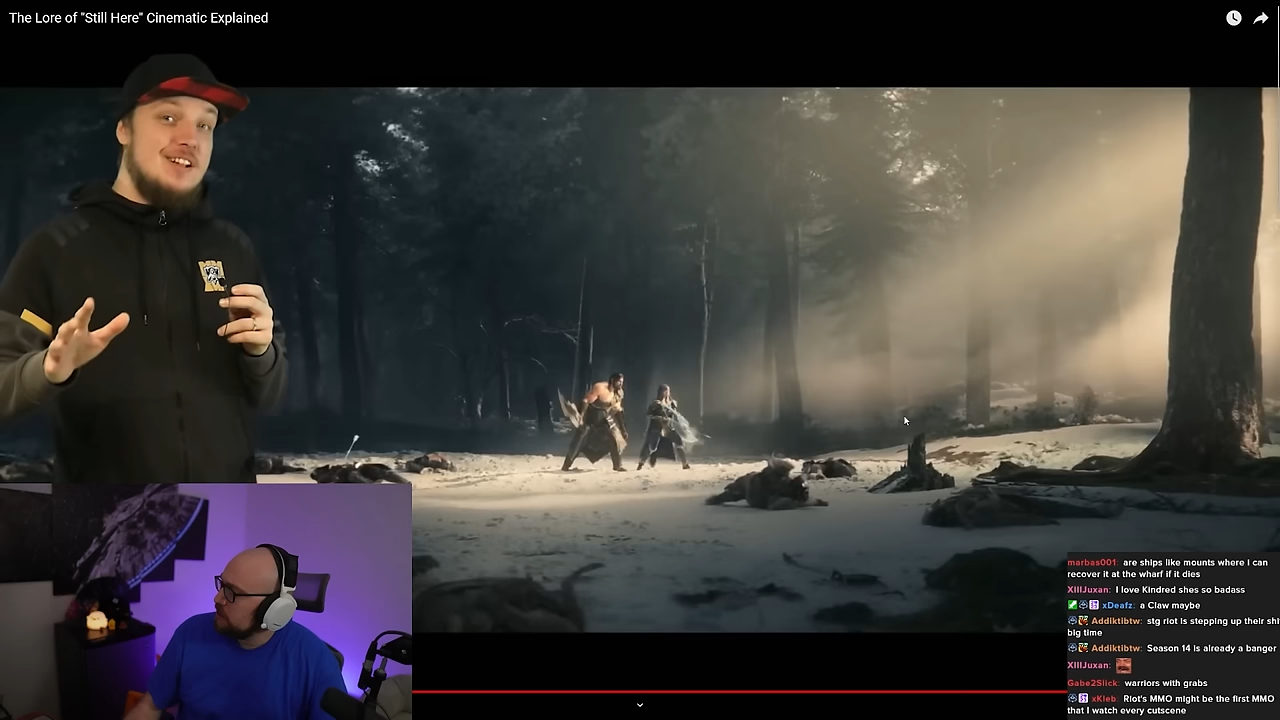 The Lore of "Still Here" Cinematic Explained
marbas001: are ships like mounts where I can
recover it at the wharf if it dies
XIIIJuxan: I love Kindred shes so badass
xDeafz: a Claw maybe
Addiktibtw: stg riot is stepping up their shi
big time
Addiktibtw: Season 14 is already a banger
XIIIJuxan:
Gabe2Slick: warriors with grabs
xKleb: Riot's MMO might be the first MMO
that I watch every cutscene